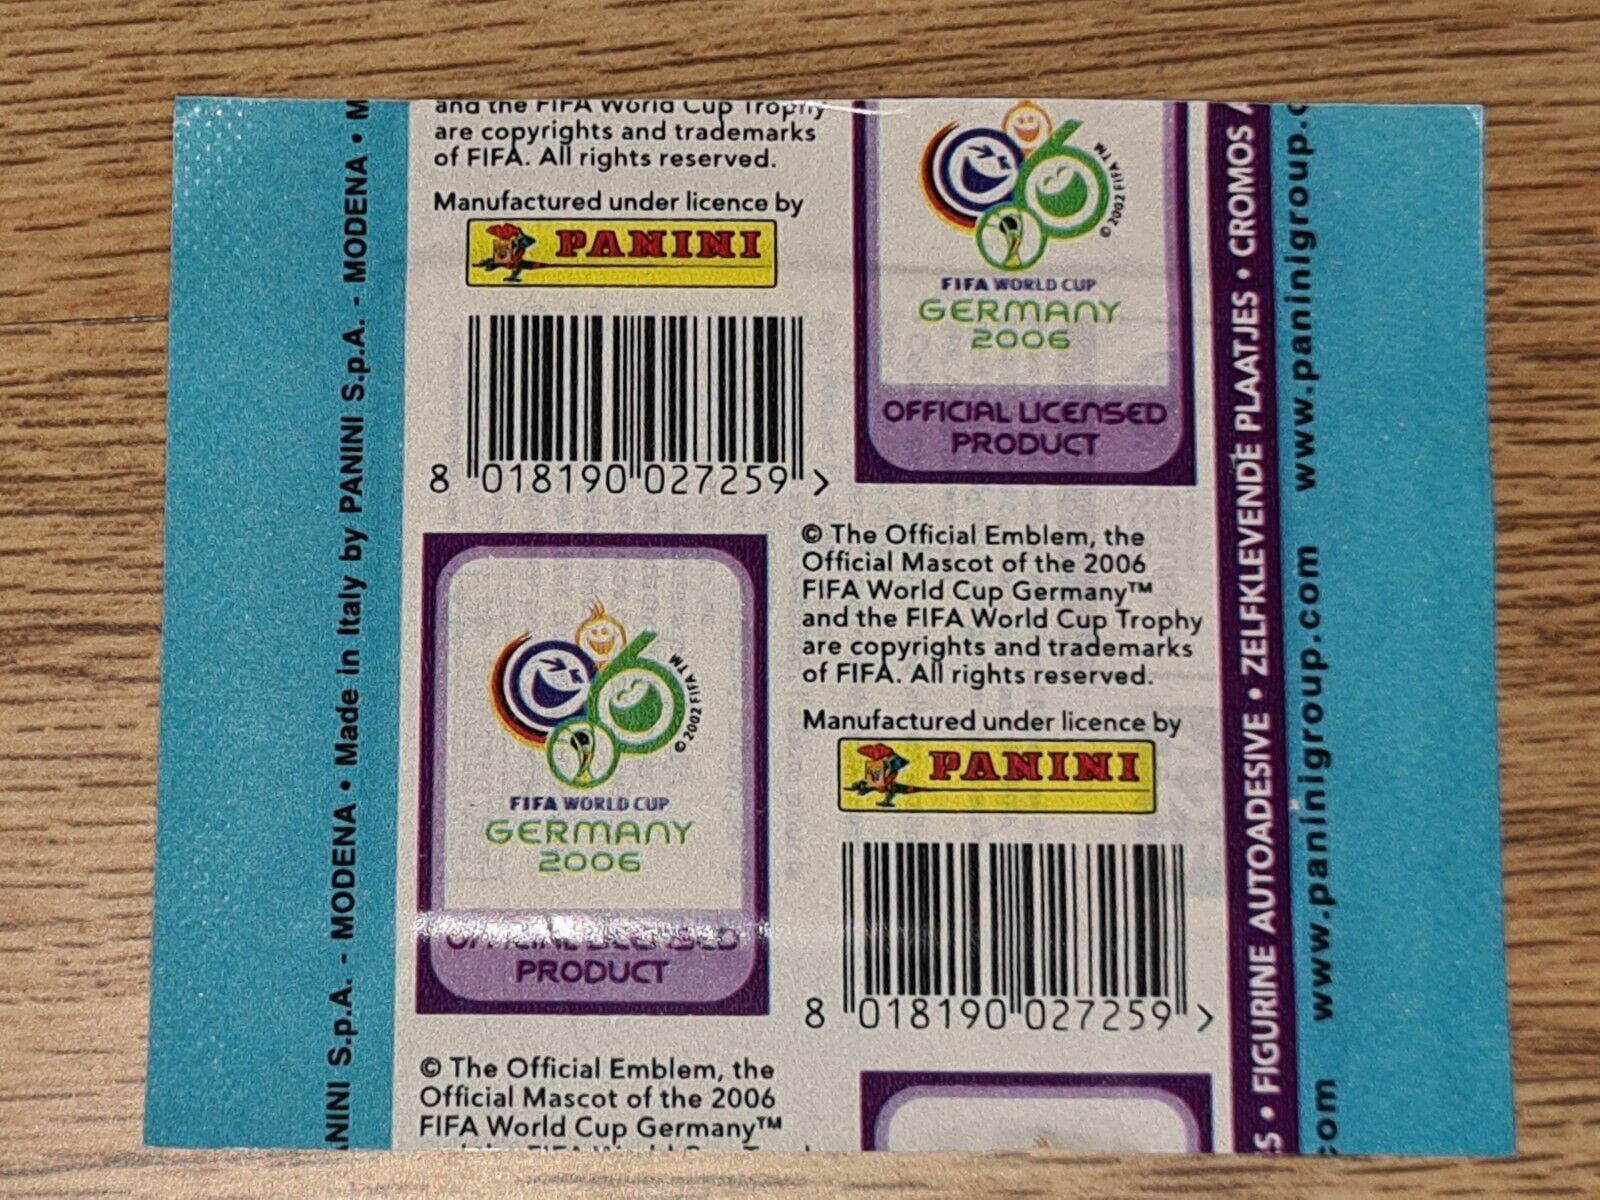 PANINI S.p.A. - MODENA • Made in Italy by PANINI S.p.A. - MODENA • M
and the FIFA World Cup Trophy
are copyrights and trademarks
of FIFA. All rights reserved.
Manufactured under licence by
PANINI
8 018190 027259 >
© 2002 FIFA TM
FIFA WORLD CUP
GERMANY
2006
OFFICIAL LICENSED
PRODUCT
© The Official Emblem, the
Official Mascot of the 2006
FIFA World Cup Germany™
© 2002 FIFA TM
FIFA WORLD CUP
GERMANY
2006
OFFICIAL LICENSED
PRODUCT
© The Official Emblem, the
Official Mascot of the 2006
FIFA World Cup Germany™
and the FIFA World Cup Trophy
are copyrights and trademarks
of FIFA. All rights reserved.
Manufactured under licence by
PANINI
8 018190 027259 >
S • FIGURINE AUTOADESIVE • ZELFKLEVENDE PLAATJES • CROMOS A
com www.paninigroup.com www.paninigroup.c